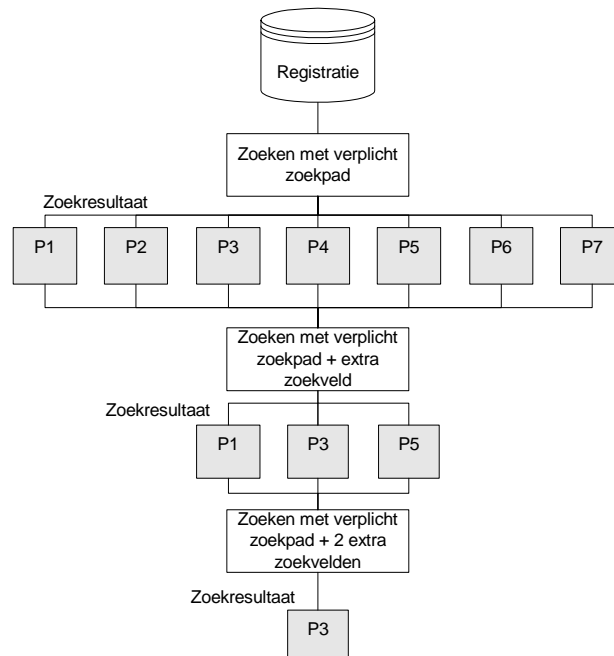 Registratie
Zoeken met verplicht
zoekpad
Zoekresultaat
P1 P2 P3 P4 P5 P6 P7
Zoeken met verplicht
zoekpad + extra
zoekveld
Zoekresultaat
P1 P3 P5
Zoeken met verplicht
zoekpad + 2 extra
zoekvelden
Zoekresultaat
P3